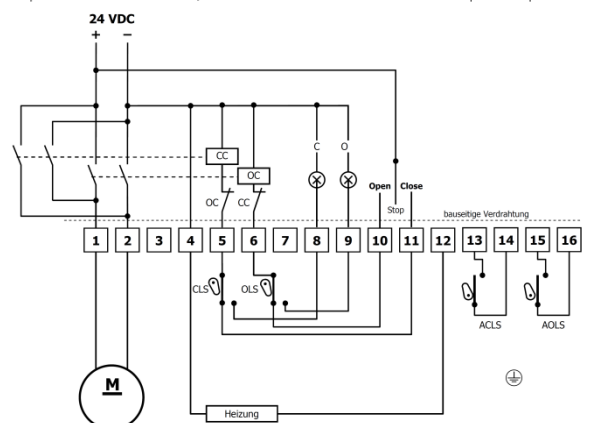 24 VDC
+ −
CC
OC
C O
OC CC
Open Close
Stop
bauseitige Verdrahtung
1 2 3 4 5 6 7 8 9 10 11 12 13 14 15 16
CLS OLS
ACLS AOLS
M
Heizung